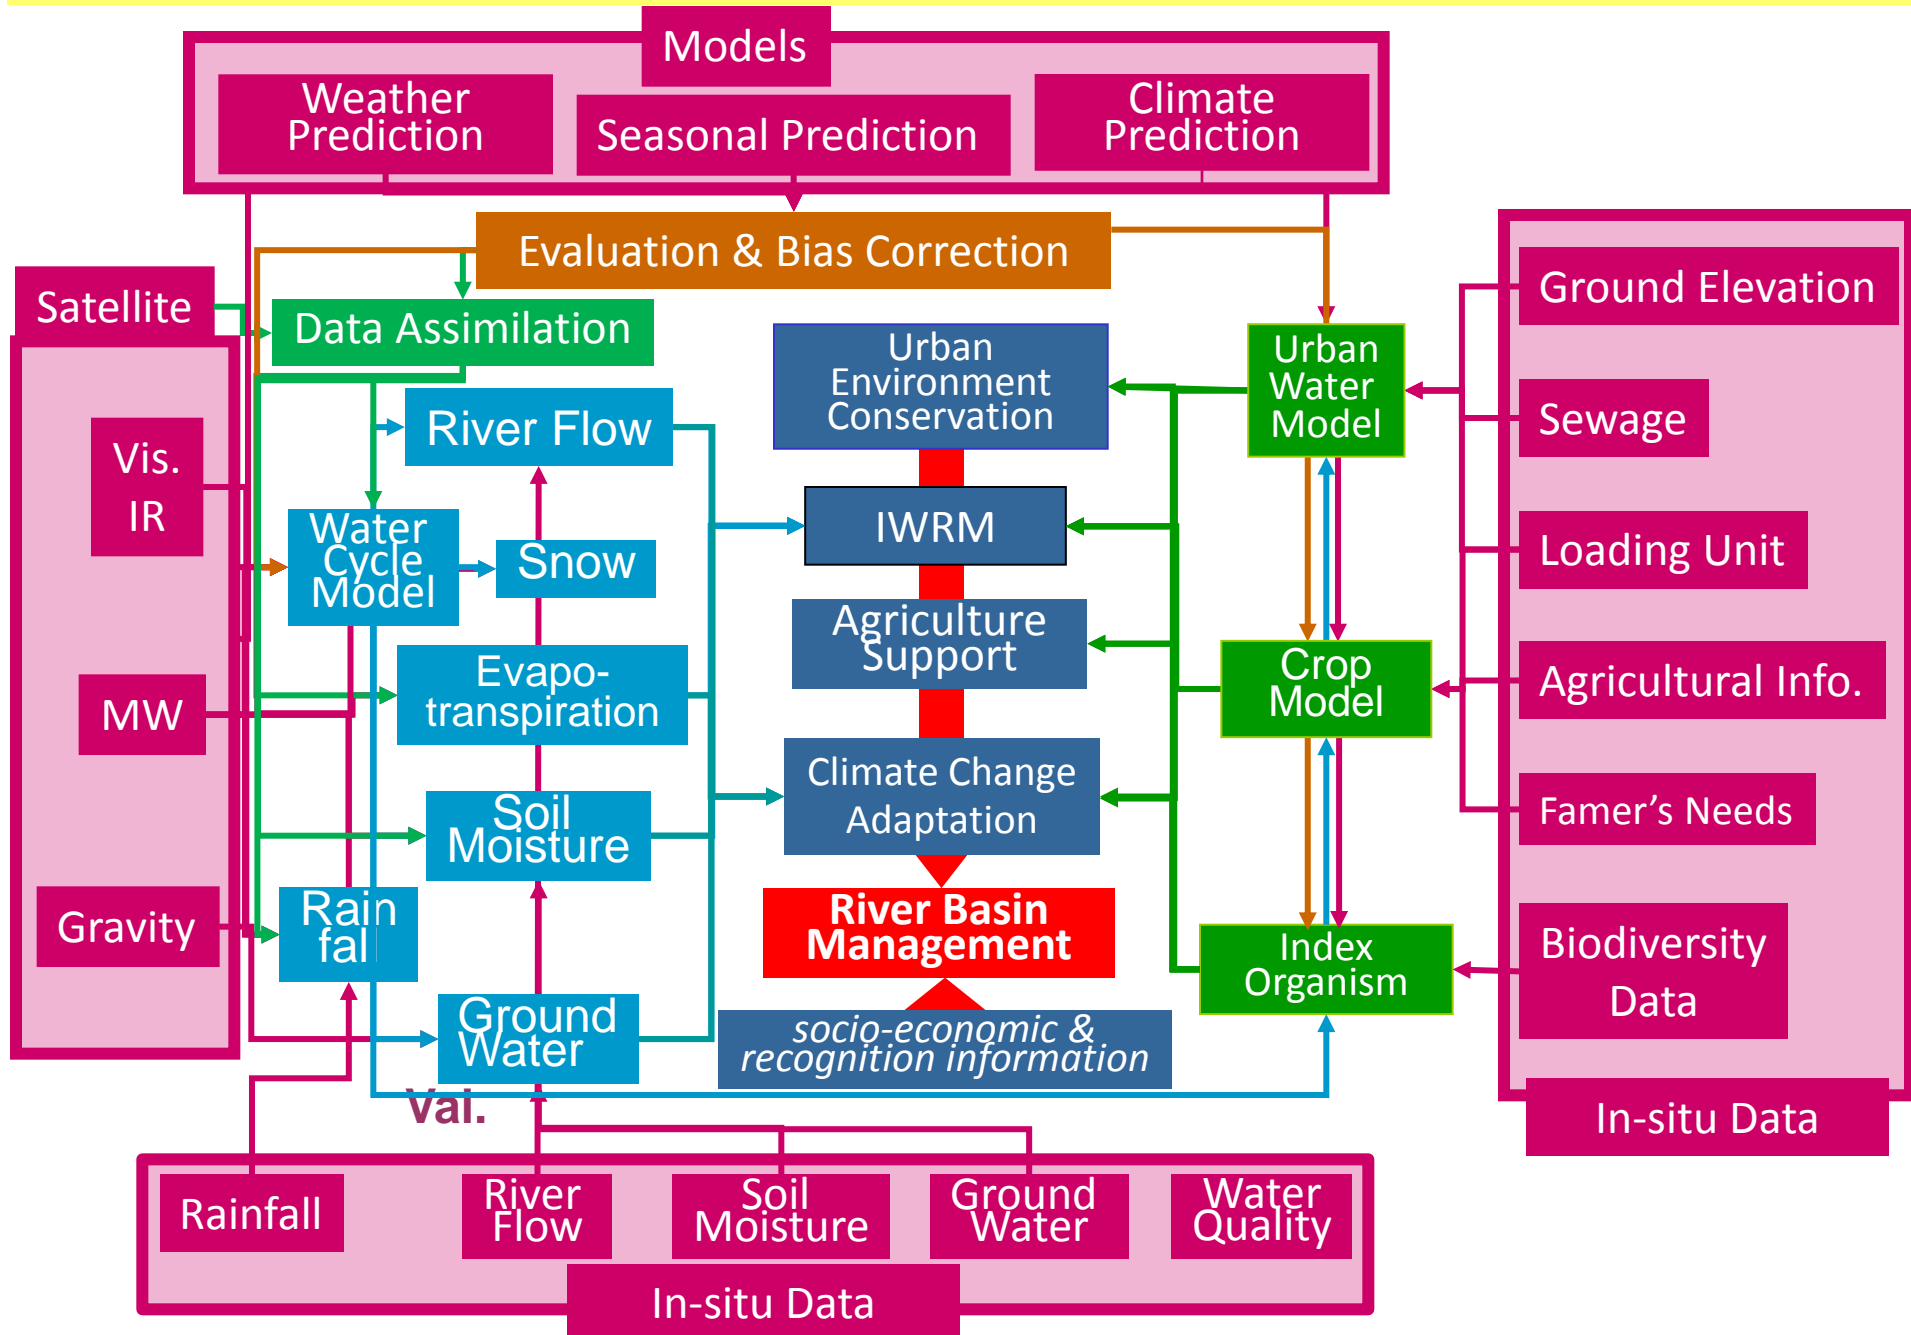 Models
Weather
Prediction
Seasonal Prediction
Climate
Prediction
Evaluation & Bias Correction
Satellite
Data Assimilation
Vis.
IR
MW
Gravity
River Flow
Water
Cycle
Model
Snow
Evapo-
transpiration
Soil
Moisture
Rain
fal
Ground
Water
Val.
Urban
Environment
Conservation
IWRM
Agriculture
Support
Climate Change
Adaptation
River Basin
Management
socio-economic &
recognition information
Urban
Water
Model
Crop
Model
Index
Organism
Ground Elevation
Sewage
Loading Unit
Agricultural Info.
Famer's Needs
Biodiversity
Data
In-situ Data
Rainfall
River
Flow
Soil
Moisture
Ground
Water
Water
Quality
In-situ Data